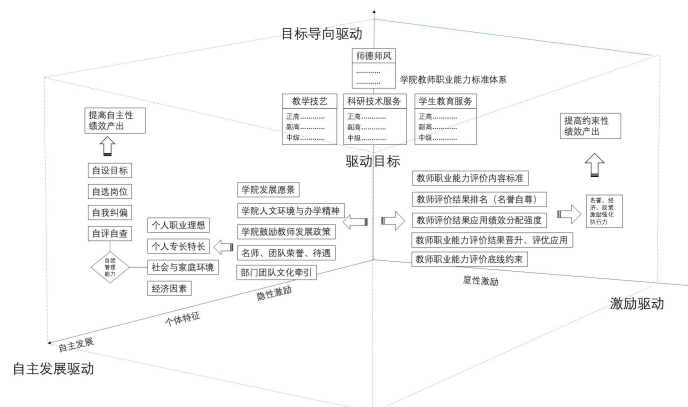 目标导向驱动
师德师风
............
............
学院教师职业能力标准体系
教学技艺
正高............
副高............
中级............
科研技术服务
正高............
副高............
中级............
学生教育服务
正高............
副高............
中级............
驱动目标
提高自主性
绩效产出
自设目标
自选岗位
自我纠偏
自评自查
自我
管理
能力
个人职业理想
个人专长特长
社会与家庭环境
经济因素
学院发展愿景
学院人文环境与办学精神
学院鼓励教师发展政策
名师、团队荣誉、待遇
部门团队文化牵引
教师职业能力评价内容标准
教师评价结果排名（名誉自尊）
教师评价结果应用绩效分配强度
教师职业能力评价结果晋升、评优应用
教师职业能力评价底线约束
提高约束性
绩效产出
名誉、经
济、政策
激励强化
执行力
显性激励
激励驱动
隐性激励
个体特征
自主发展
自主发展驱动